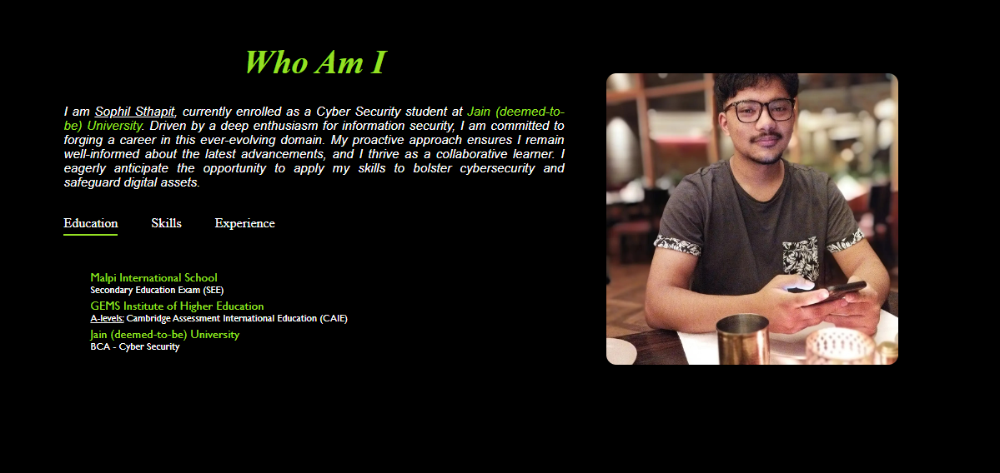 Who Am I
I am Sophil Sthapit, currently enrolled as a Cyber Security student at Jain (deemed-to-
be) University. Driven by a deep enthusiasm for information security, I am committed to
forging a career in this ever-evolving domain. My proactive approach ensures I remain
well-informed about the latest advancements, and I thrive as a collaborative learner. I
eagerly anticipate the opportunity to apply my skills to bolster cybersecurity and
safeguard digital assets.
Education Skills Experience
Malpi International School
Secondary Education Exam (SEE)
GEMS Institute of Higher Education
A-levels: Cambridge Assessment International Education (CAIE)
Jain (deemed-to-be) University
BCA - Cyber Security